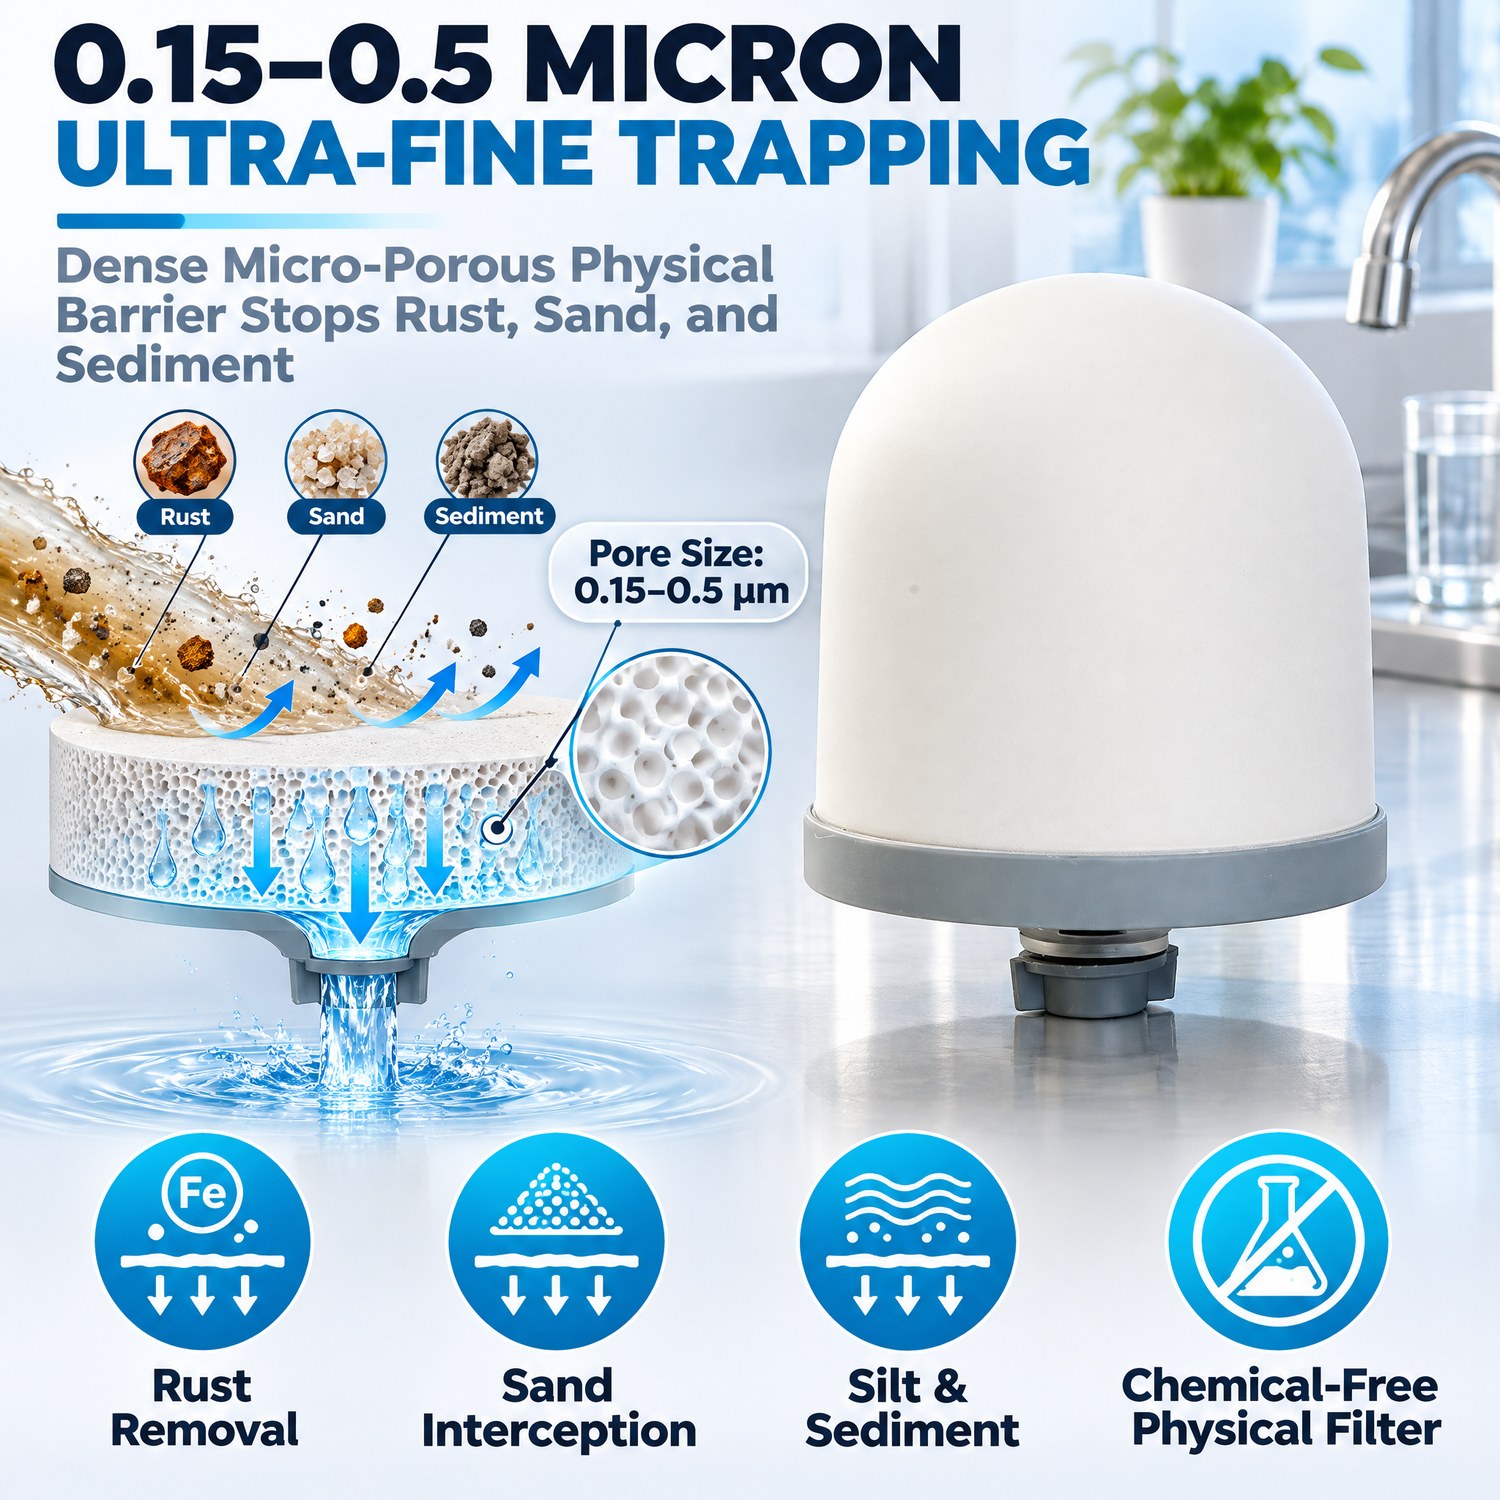 0.15–0.5 MICRON
ULTRA-FINE TRAPPING
Dense Micro-Porous Physical
Barrier Stops Rust, Sand, and
Sediment
Rust
Sand
Sediment
Pore Size:
0.15–0.5 μm
Fe
Rust
Removal
Sand
Interception
Silt &
Sediment
Chemical-Free
Physical Filter